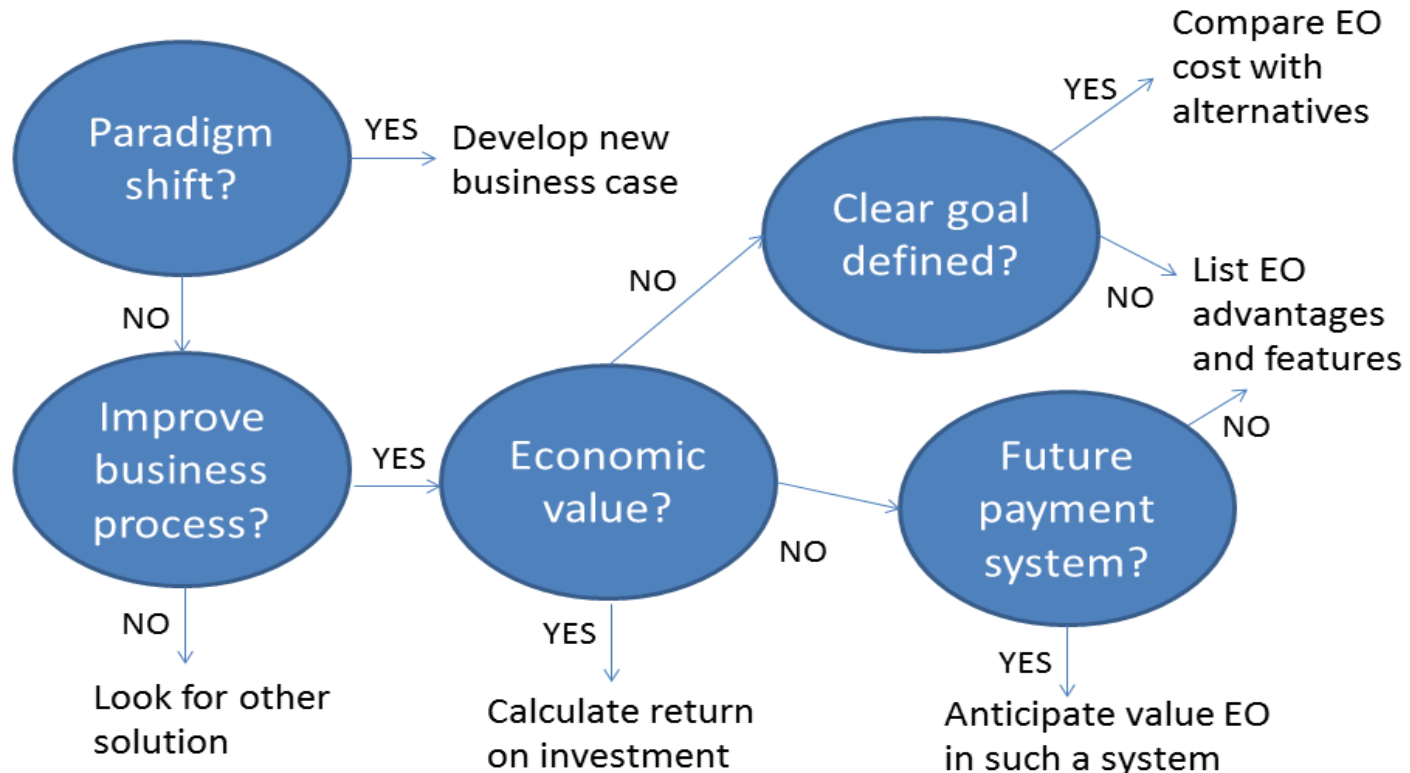 Paradigm
shift?
YES
Develop new
business case
NO
Improve
business
process?
YES
NO
Look for other
solution
Economic
value?
NO
NO
YES
Calculate return
on investment
Clear goal
defined?
YES
Compare EO
cost with
alternatives
NO
List EO
advantages
and features
Future
payment
system?
NO
YES
Anticipate value EO
in such a system